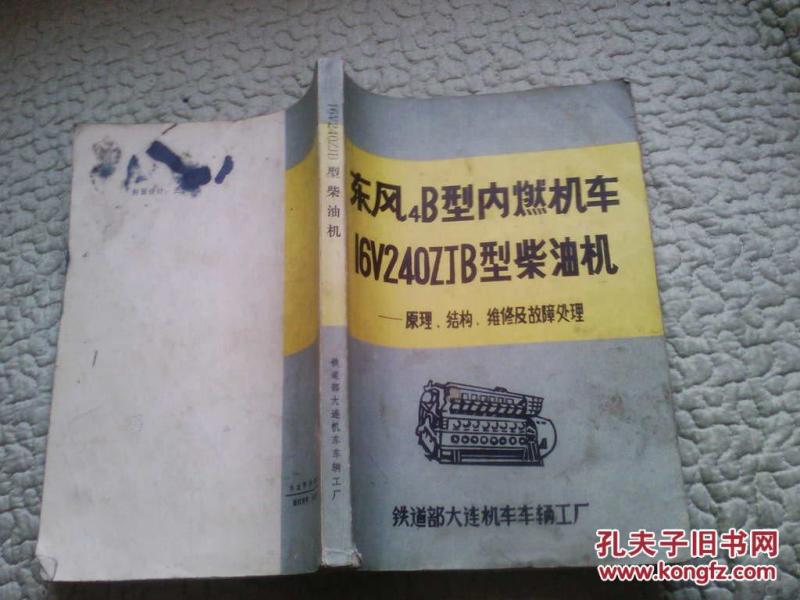 东风4B型内燃机车
16V240ZJB型柴油机
——原理、结构、维修及故障处理
铁道部大连机车车辆工厂
16V240ZJB型柴油机
铁道部大连机车车辆工厂
封面设计:
孔夫子旧书网
www.kongfz.com